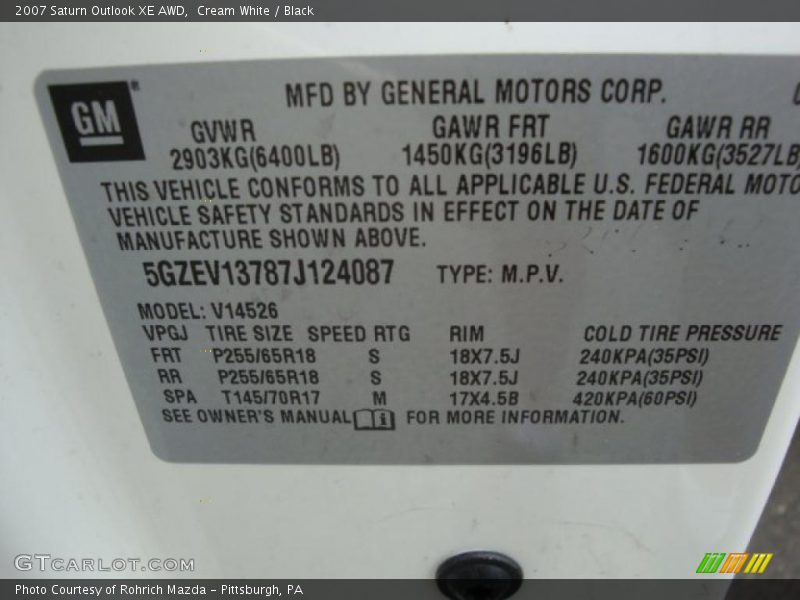 2007 Saturn Outlook XE AWD,  Cream White / Black
GM
MFD BY GENERAL MOTORS CORP.
GVWR GAWR FRT GAWR RR
2903KG(6400LB) 1450KG(3196LB) 1600KG(3527LB
THIS VEHICLE CONFORMS TO ALL APPLICABLE U.S. FEDERAL MOTO
VEHICLE SAFETY STANDARDS IN EFFECT ON THE DATE OF
MANUFACTURE SHOWN ABOVE.
5GZEV13787J124087 TYPE: M.P.V.
MODEL: V14526
VPGJ TIRE SIZE SPEED RTG RIM COLD TIRE PRESSURE
FRT P255/65R18 S 18X7.5J 240KPA(35PSI)
RR P255/65R18 S 18X7.5J 240KPA(35PSI)
SPA T145/70R17 M 17X4.5B 420KPA(60PSI)
SEE OWNER'S MANUAL i FOR MORE INFORMATION.
GTCARLOT.COM
Photo Courtesy of Rohrich Mazda - Pittsburgh, PA